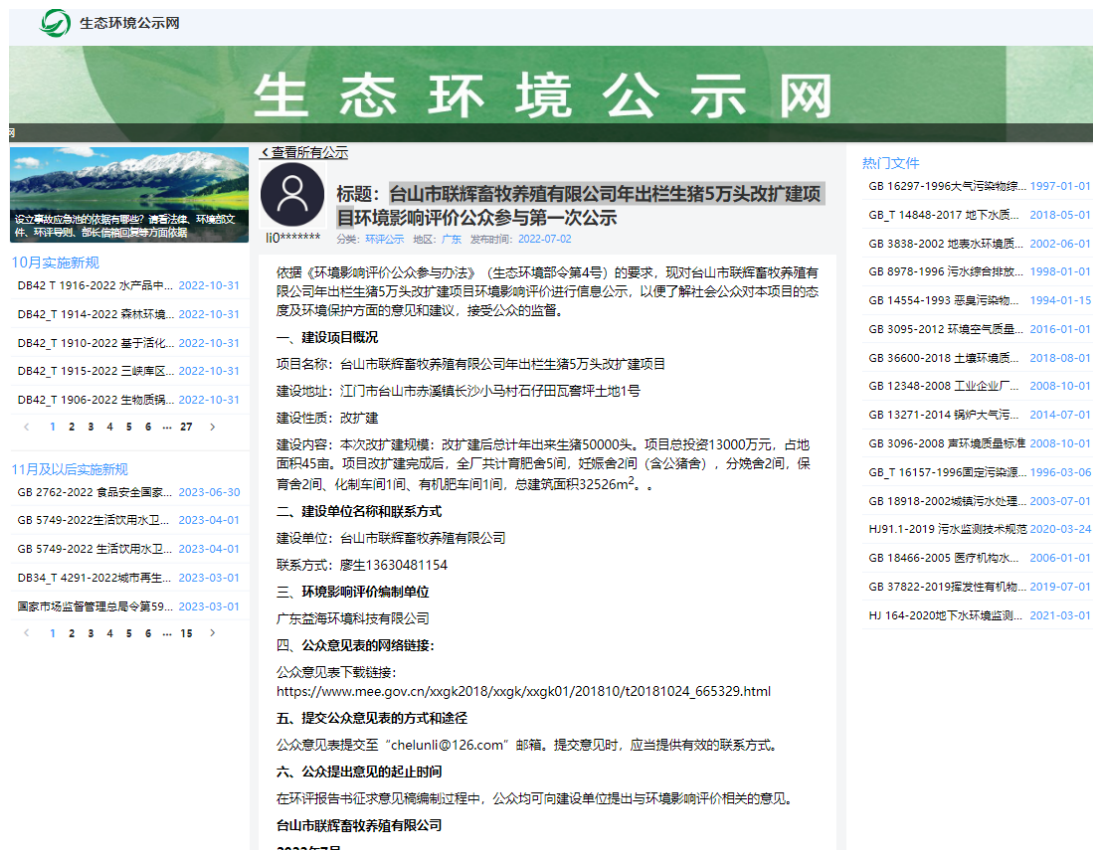 生态环境公示网
生态环境公示网
网
设立事故应急池的依据有哪些？请看法律、环境部文
件、环评导则、部长信箱回复等方面依据
10月实施新规
DB42 T 1916-2022 水产品中... 2022-10-31
DB42_T 1914-2022 森林环境... 2022-10-31
DB42_T 1910-2022 基于活化... 2022-10-31
DB42_T 1915-2022 三峡库区... 2022-10-31
DB42_T 1906-2022 生物质锅... 2022-10-31
< 1 2 3 4 5 6 ··· 27 >
11月及以后实施新规
GB 2762-2022 食品安全国家... 2023-06-30
GB 5749-2022生活饮用水卫... 2023-04-01
GB 5749-2022 生活饮用水卫... 2023-04-01
DB34_T 4291-2022城市再生... 2023-03-01
国家市场监督管理总局令第59... 2023-03-01
< 1 2 3 4 5 6 ··· 15 >
<查看所有公示
li0*******
标题：台山市联辉畜牧养殖有限公司年出栏生猪5万头改扩建项
目环境影响评价公众参与第一次公示
分类：环评公示 地区：广东 发布时间：2022-07-02
依据《环境影响评价公众参与办法》（生态环境部令第4号）的要求，现对台山市联辉畜牧养殖有
限公司年出栏生猪5万头改扩建项目环境影响评价进行信息公示，以便了解社会公众对本项目的态
度及环境保护方面的意见和建议，接受公众的监督。
一、建设项目概况
项目名称：台山市联辉畜牧养殖有限公司年出栏生猪5万头改扩建项目
建设地址：江门市台山市赤溪镇长沙小马村石仔田瓦窖坪土地1号
建设性质：改扩建
建设内容：本次改扩建规模：改扩建后总计年出来生猪50000头。项目总投资13000万元，占地
面积45亩。项目改扩建完成后，全厂共计育肥舍5间，妊娠舍2间（含公猪舍），分娩舍2间，保
育舍2间、化制车间1间、有机肥车间1间，总建筑面积32526m²。。
二、建设单位名称和联系方式
建设单位：台山市联辉畜牧养殖有限公司
联系方式：廖生13630481154
三、环境影响评价编制单位
广东益海环境科技有限公司
四、公众意见表的网络链接：
公众意见表下载链接：
https://www.mee.gov.cn/xxgk2018/xxgk/xxgk01/201810/t20181024_665329.html
五、提交公众意见表的方式和途径
公众意见表提交至“chelunli@126.com”邮箱。提交意见时，应当提供有效的联系方式。
六、公众提出意见的起止时间
在环评报告书征求意见稿编制过程中，公众均可向建设单位提出与环境影响评价相关的意见。
台山市联辉畜牧养殖有限公司
2022年7月
热门文件
GB 16297-1996大气污染物综... 1997-01-01
GB_T 14848-2017 地下水质... 2018-05-01
GB 3838-2002 地表水环境质... 2002-06-01
GB 8978-1996 污水综合排放... 1998-01-01
GB 14554-1993 恶臭污染物... 1994-01-15
GB 3095-2012 环境空气质量... 2016-01-01
GB 36600-2018 土壤环境质... 2018-08-01
GB 12348-2008 工业企业厂... 2008-10-01
GB 13271-2014 锅炉大气污... 2014-07-01
GB 3096-2008 声环境质量标准 2008-10-01
GB_T 16157-1996固定污染源... 1996-03-06
GB 18918-2002城镇污水处理... 2003-07-01
HJ91.1-2019 污水监测技术规范 2020-03-24
GB 18466-2005 医疗机构水... 2006-01-01
GB 37822-2019挥发性有机物... 2019-07-01
HJ 164-2020地下水环境监测... 2021-03-01